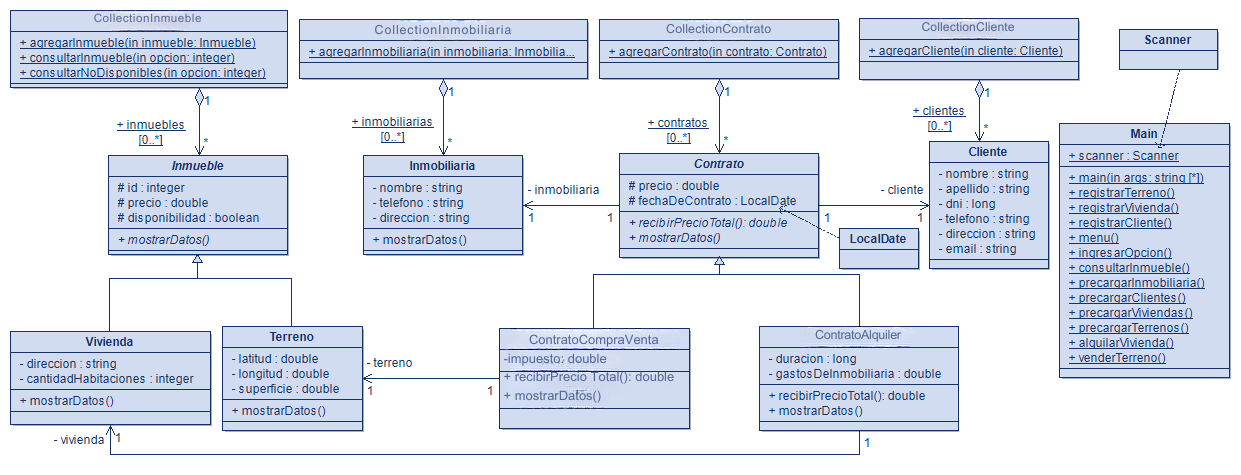 CollectionInmueble
+ agregarInmueble(in inmueble: Inmueble)
+ consultarInmueble(in opcion: integer)
+ consultarNoDisponibles(in opcion: integer)
CollectionInmobiliaria
+ agregarInmobiliaria(in inmobiliaria: Inmobilia...
CollectionContrato
+ agregarContrato(in contrato: Contrato)
CollectionCliente
+ agregarCliente(in cliente: Cliente)
Scanner
1
+ inmuebles
[0..*]
*
1
+ inmobiliarias
[0..*]
*
1
+ contratos
[0..*]
*
1
+ clientes
[0..*]
*
Inmueble
# id : integer
# precio : double
# disponibilidad : boolean
+ mostrarDatos()
Inmobiliaria
- nombre : string
- telefono : string
- direccion : string
+ mostrarDatos()
- inmobiliaria
1
1
Contrato
# precio : double
# fechaDeContrato : LocalDate
+ recibirPrecioTotal(): double
+ mostrarDatos()
- cliente
1
1
LocalDate
Cliente
- nombre : string
- apellido : string
- dni : long
- telefono : string
- direccion : string
- email : string
Main
+ scanner : Scanner
+ main(in args: string [*])
+ registrarTerreno()
+ registrarVivienda()
+ registrarCliente()
+ menu()
+ ingresarOpcion()
+ consultarInmueble()
+ precargarInmobiliaria()
+ precargarClientes()
+ precargarViviendas()
+ precargarTerrenos()
+ alquilarVivienda()
+ venderTerreno()
Vivienda
- direccion : string
- cantidadHabitaciones : integer
+ mostrarDatos()
Terreno
- latitud : double
- longitud : double
- superficie : double
+ mostrarDatos()
- terreno
1
1
ContratoCompraVenta
-impuesto: double
+ recibirPrecio Total(): double
+ mostrarDatos()
ContratoAlquiler
- duracion : long
- gastosDeInmobiliaria : double
+ recibirPrecioTotal(): double
+ mostrarDatos()
- vivienda
1
1